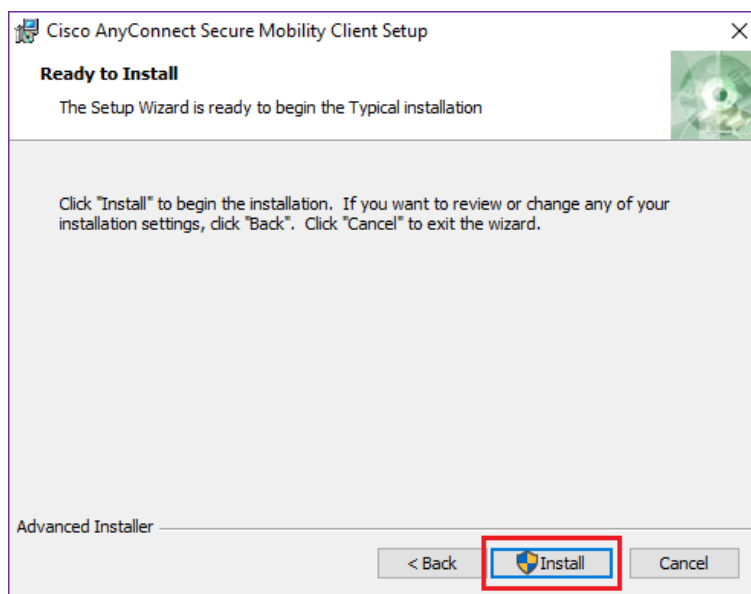 Cisco AnyConnect Secure Mobility Client Setup
Ready to Install
The Setup Wizard is ready to begin the Typical installation
Click "Install" to begin the installation.  If you want to review or change any of your
installation settings, click "Back".  Click "Cancel" to exit the wizard.
Advanced Installer
< Back
Install
Cancel